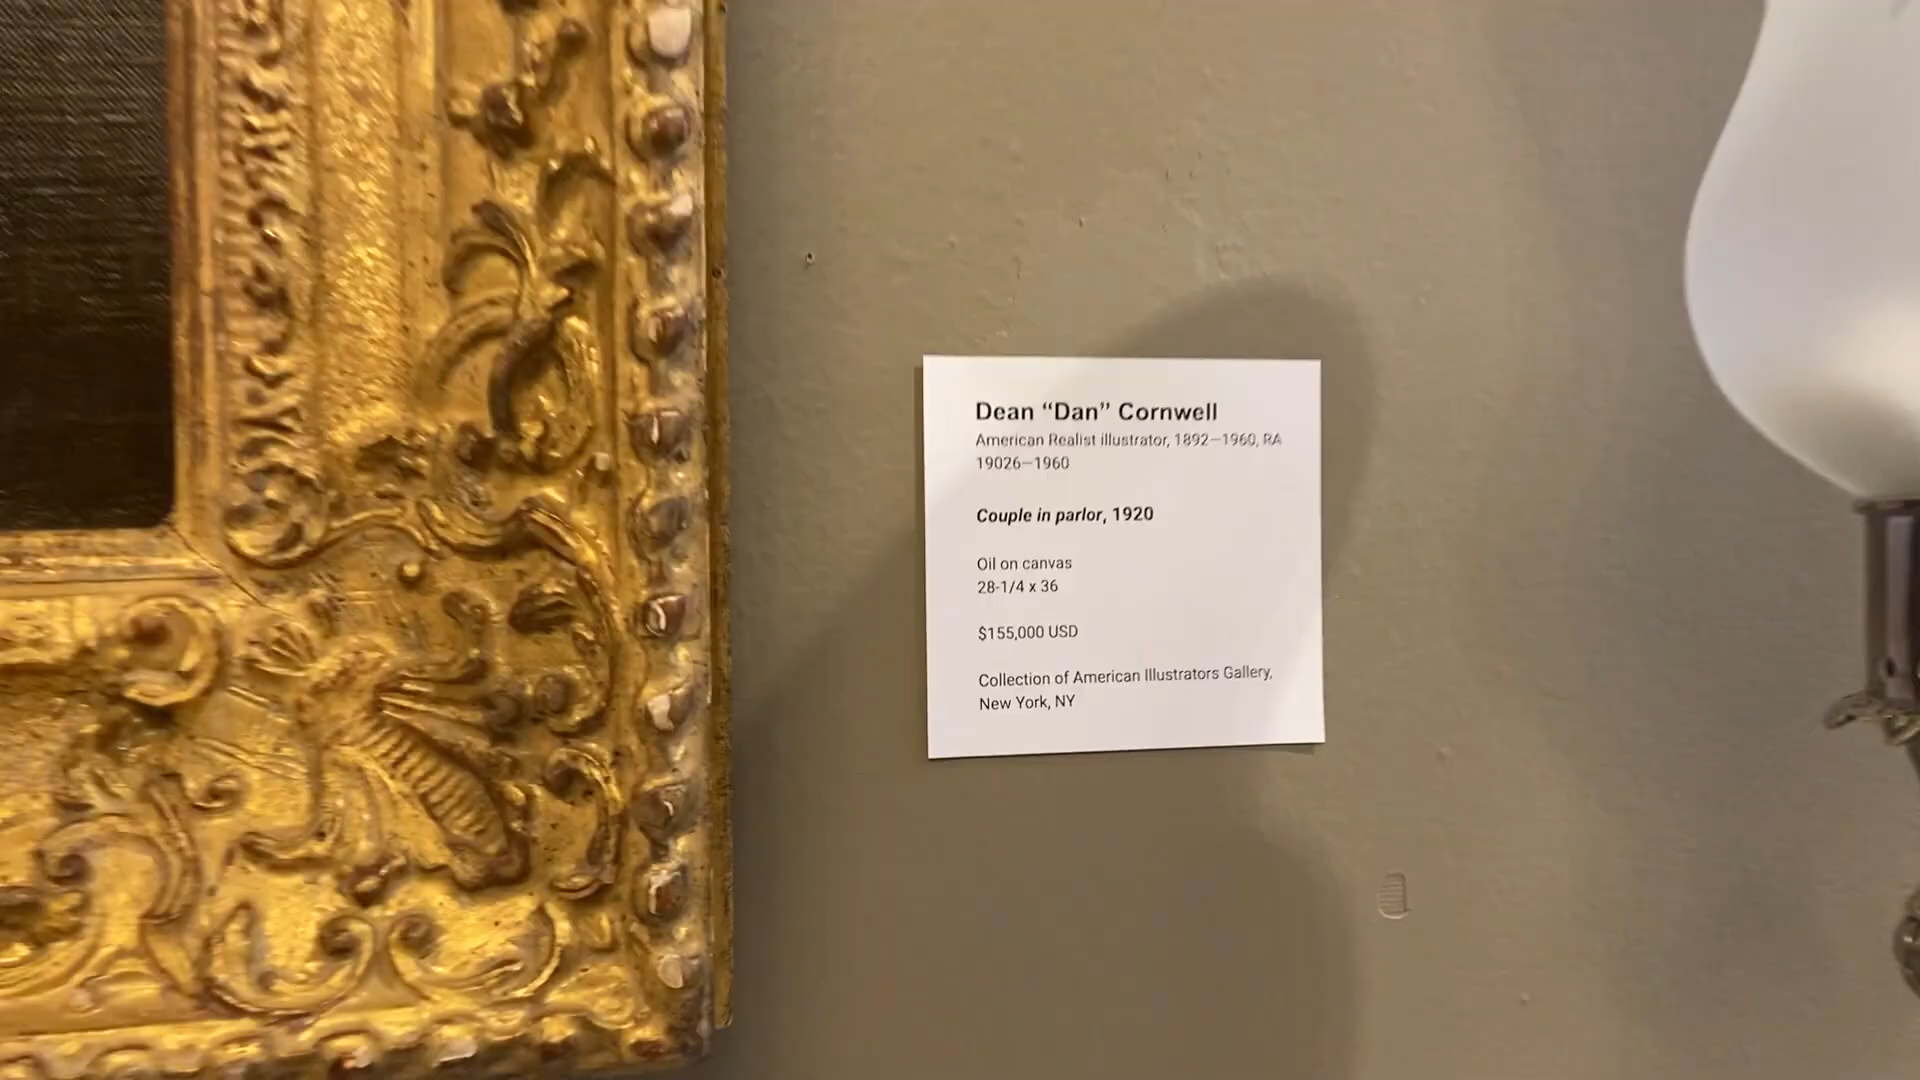 Dean “Dan” Cornwell
American Realist illustrator, 1892–1960, RA
19026–1960
Couple in parlor, 1920
Oil on canvas
28-1/4 x 36
$155,000 USD
Collection of American Illustrators Gallery,
New York, NY